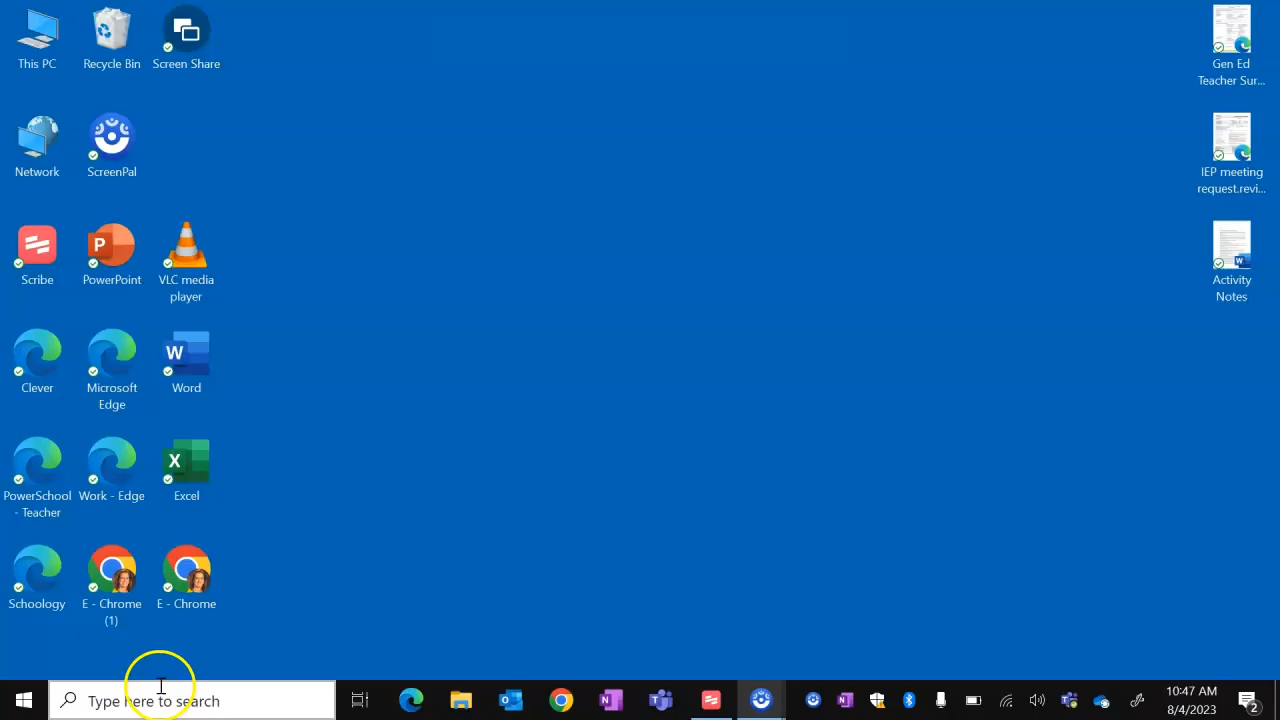 This PC
Recycle Bin
Screen Share
Gen Ed
Teacher Sur...
Network
ScreenPal
IEP meeting
request.revi...
Scribe
P
PowerPoint
VLC media
player
W
Activity
Notes
Clever
Microsoft
Edge
W
Word
PowerSchool
- Teacher
Work - Edge
X
Excel
Schoology
E - Chrome
(1)
E - Chrome
Type here to search
N
N
10:47 AM
8/4/2023
2